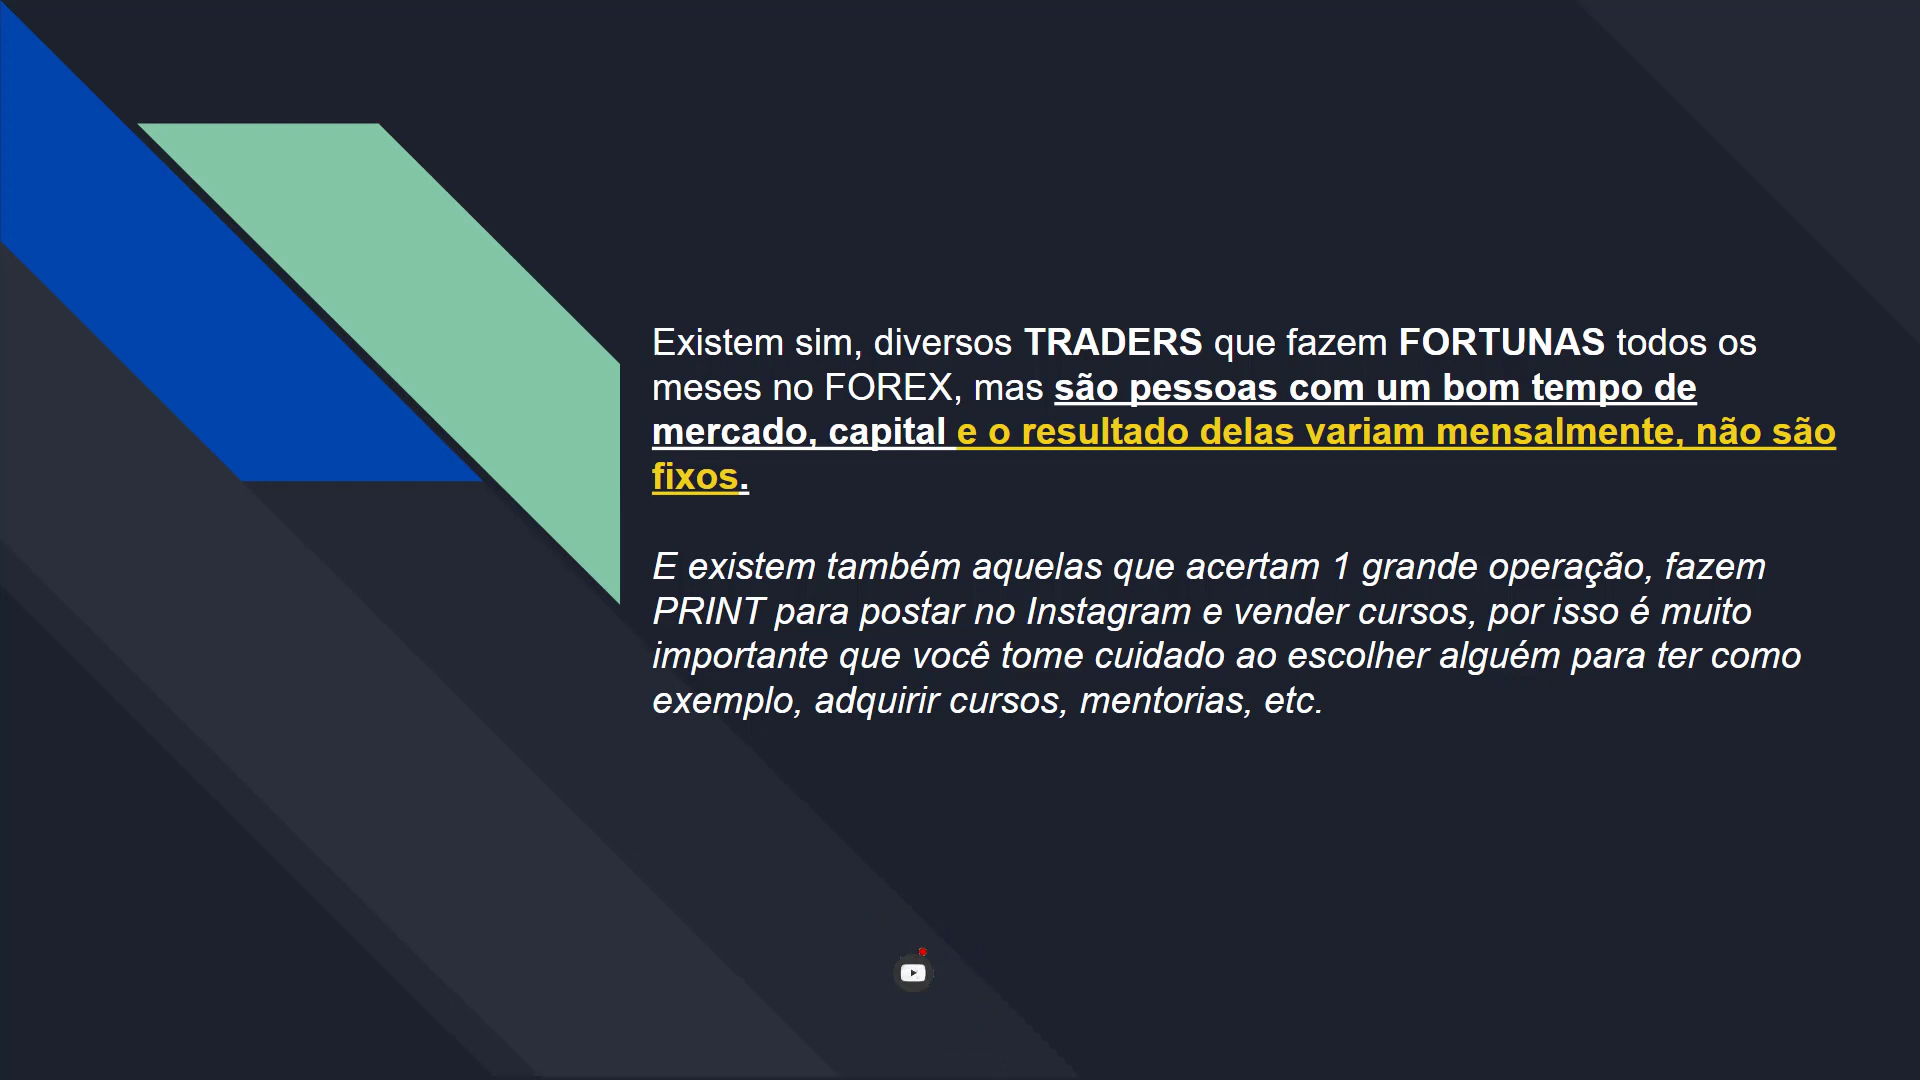 Existem sim, diversos TRADERS que fazem FORTUNAS todos os
meses no FOREX, mas são pessoas com um bom tempo de
mercado, capital e o resultado delas variam mensalmente, não são
fixos.
E existem também aquelas que acertam 1 grande operação, fazem
PRINT para postar no Instagram e vender cursos, por isso é muito
importante que você tome cuidado ao escolher alguém para ter como
exemplo, adquirir cursos, mentorias, etc.